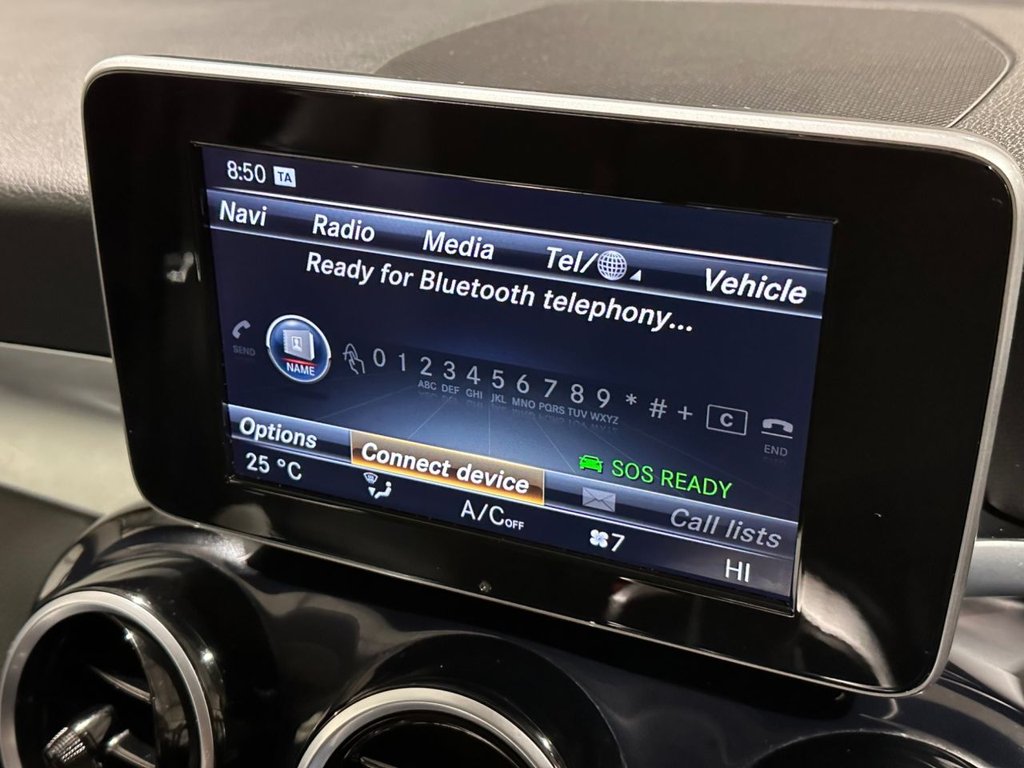 8:50 TA
Navi Radio Media Tel/ Vehicle
Ready for Bluetooth telephony...
SEND NAME 0 1 2 3 4 5 6 7 8 9 * # + C END
ABC DEF GHI JKL MNO PQRS TUV WXYZ
SOS READY
Options Connect device Call lists
25 °C A/C OFF 7 HI